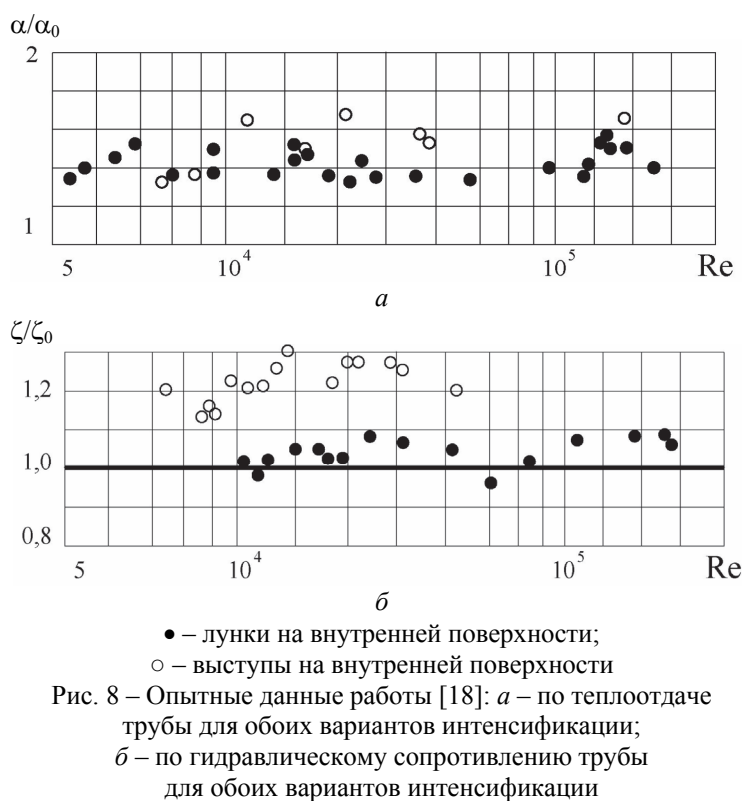 α/α₀
2
1
5
10⁴
10⁵
Re
а
ζ/ζ₀
1,2
1,0
0,8
5
10⁴
10⁵
Re
б
● – лунки на внутренней поверхности;
○ – выступы на внутренней поверхности
Рис. 8 – Опытные данные работы [18]: а – по теплоотдаче
трубы для обоих вариантов интенсификации;
б – по гидравлическому сопротивлению трубы
для обоих вариантов интенсификации